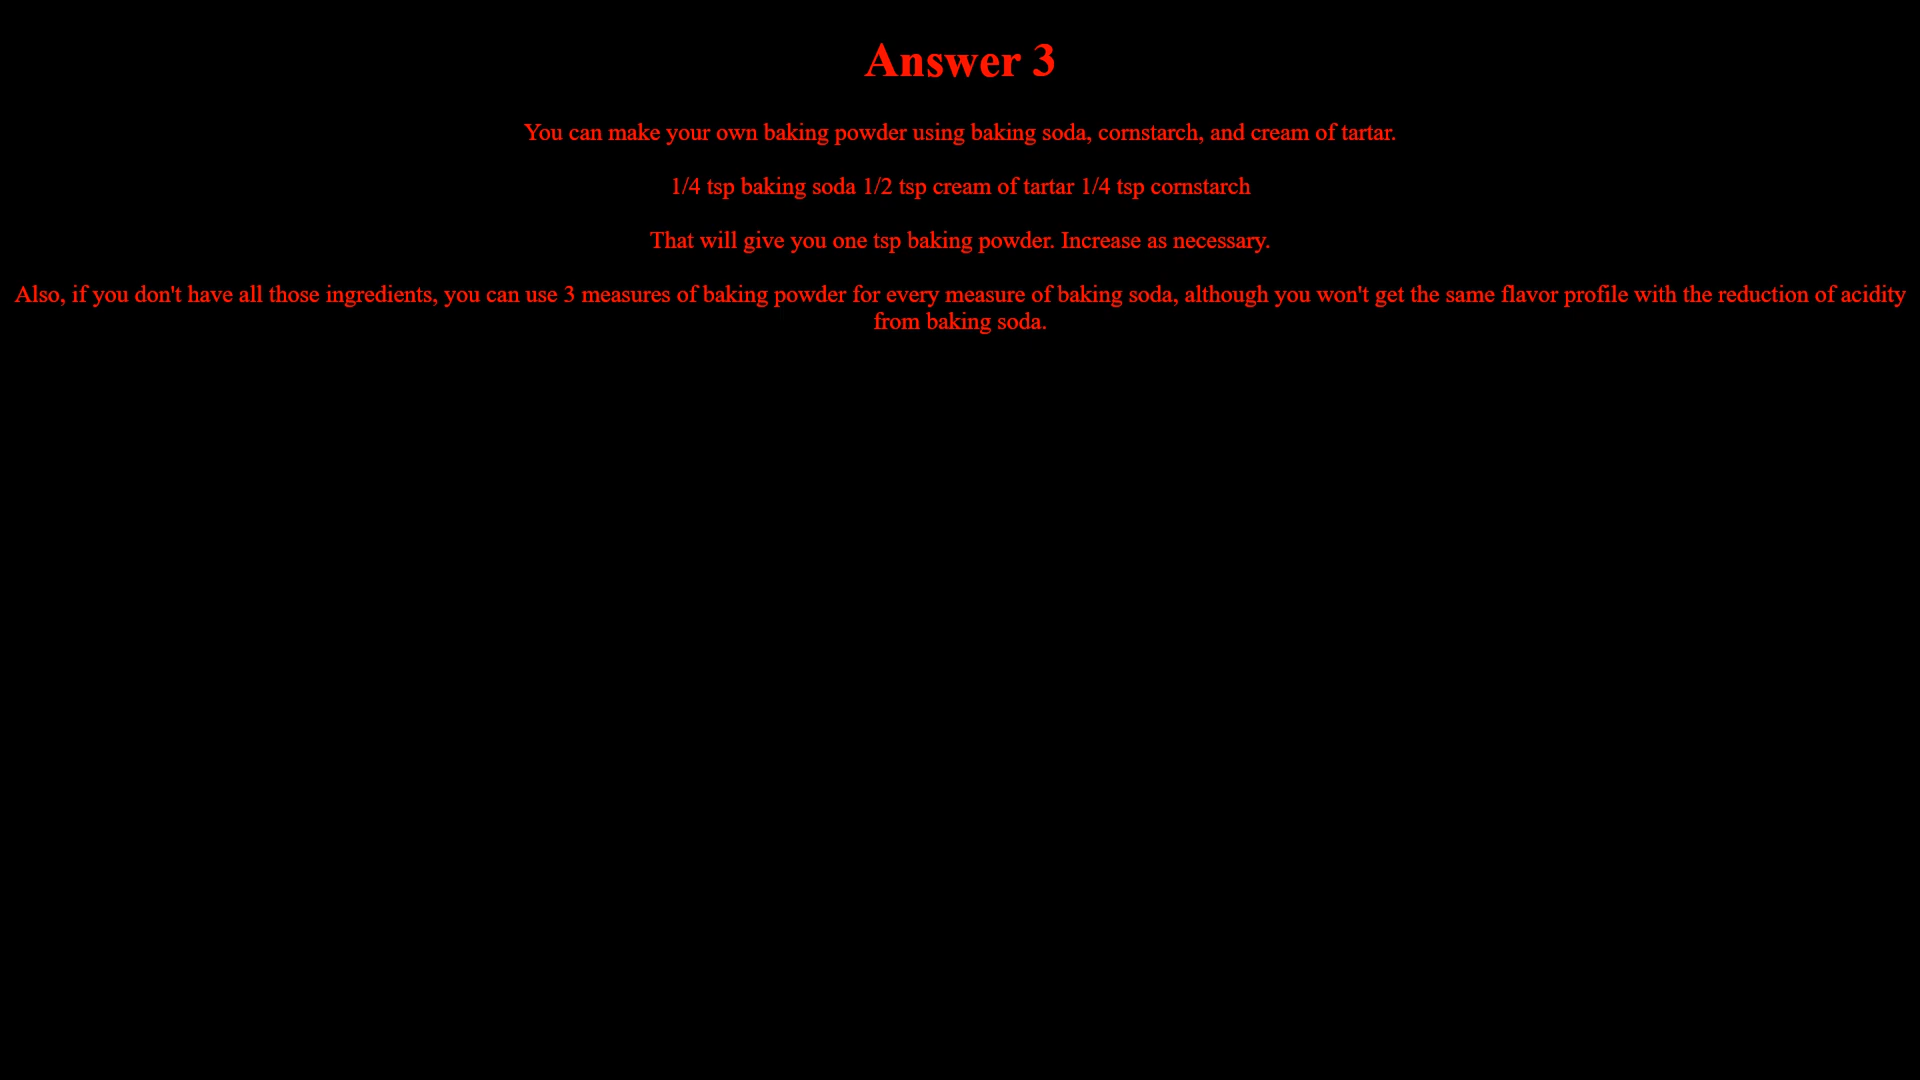 Answer 3
You can make your own baking powder using baking soda, cornstarch, and cream of tartar.
1/4 tsp baking soda 1/2 tsp cream of tartar 1/4 tsp cornstarch
That will give you one tsp baking powder. Increase as necessary.
Also, if you don't have all those ingredients, you can use 3 measures of baking powder for every measure of baking soda, although you won't get the same flavor profile with the reduction of acidity
from baking soda.